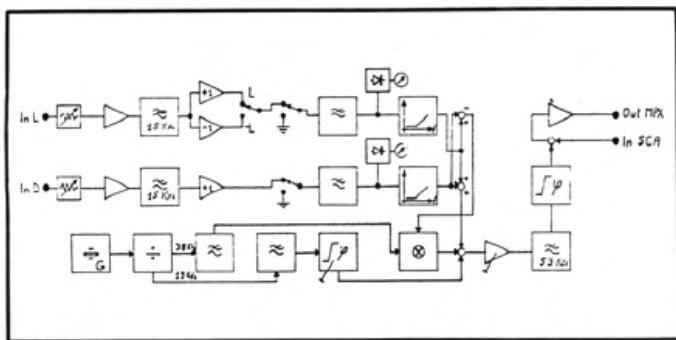 +1
L
In L
15 KHz
-1
-L
Out MPX
In SCA
φ
In D
15 KHz
+1
G
38 KHz
19 KHz
φ
53 KHz